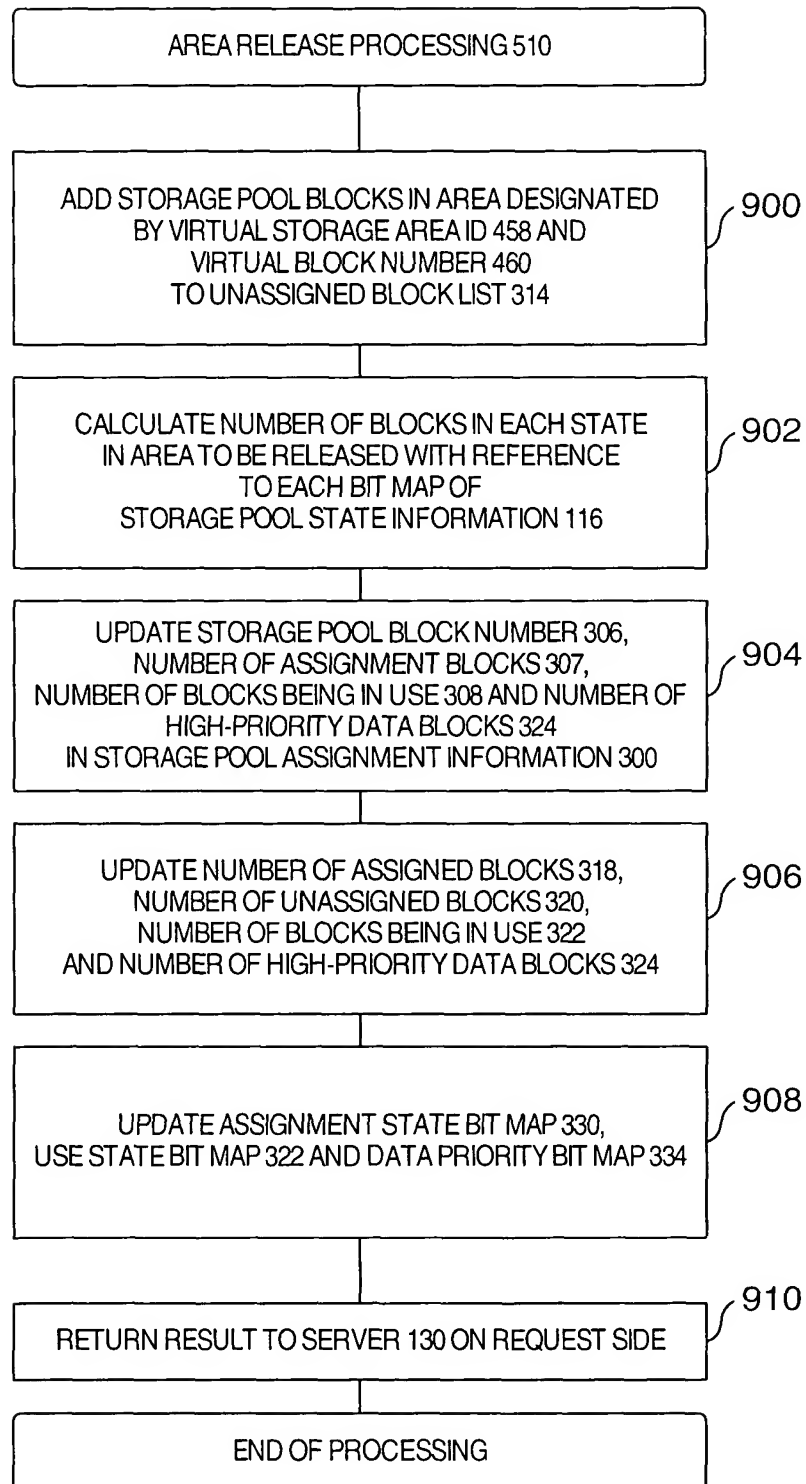 AREA RELEASE PROCESSING 510
ADD STORAGE POOL BLOCKS IN AREA DESIGNATED
BY VIRTUAL STORAGE AREA ID 458 AND
VIRTUAL BLOCK NUMBER 460
TO UNASSIGNED BLOCK LIST 314
900
CALCULATE NUMBER OF BLOCKS IN EACH STATE
IN AREA TO BE RELEASED WITH REFERENCE
TO EACH BIT MAP OF
STORAGE POOL STATE INFORMATION 116
902
UPDATE STORAGE POOL BLOCK NUMBER 306,
NUMBER OF ASSIGNMENT BLOCKS 307,
NUMBER OF BLOCKS BEING IN USE 308 AND NUMBER OF
HIGH-PRIORITY DATA BLOCKS 324
IN STORAGE POOL ASSIGNMENT INFORMATION 300
904
UPDATE NUMBER OF ASSIGNED BLOCKS 318,
NUMBER OF UNASSIGNED BLOCKS 320,
NUMBER OF BLOCKS BEING IN USE 322
AND NUMBER OF HIGH-PRIORITY DATA BLOCKS 324
906
UPDATE ASSIGNMENT STATE BIT MAP 330,
USE STATE BIT MAP 322 AND DATA PRIORITY BIT MAP 334
908
RETURN RESULT TO SERVER 130 ON REQUEST SIDE
910
END OF PROCESSING